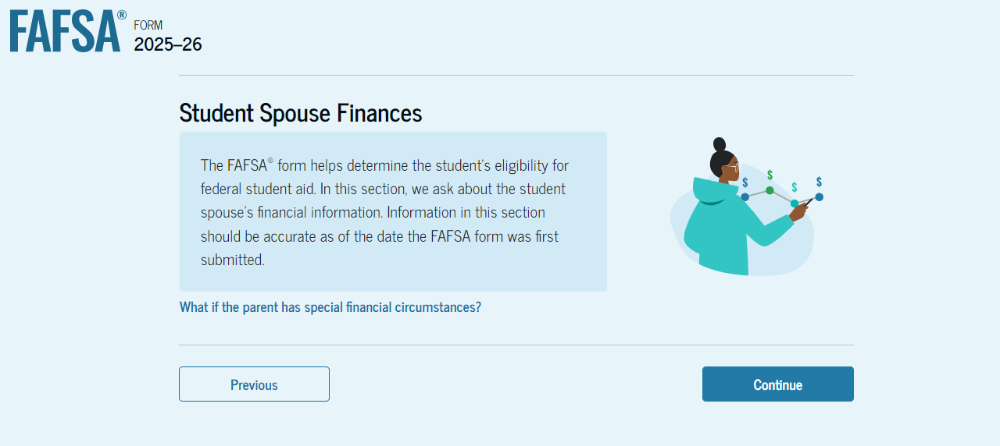 FAFSA®
FORM
2025–26
Student Spouse Finances
The FAFSA® form helps determine the student's eligibility for
federal student aid. In this section, we ask about the student
spouse's financial information. Information in this section
should be accurate as of the date the FAFSA form was first
submitted.
$ $ $ $
What if the parent has special financial circumstances?
Previous
Continue